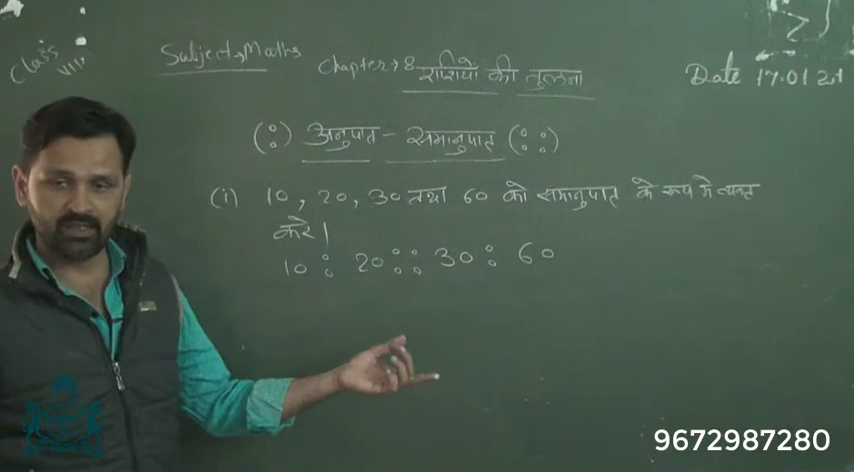 Class VIII
Subject → Maths
Chapter → 8 राशियों की तुलना
Date 17.01.21
(:) अनुपात - समानुपात (::)
(i) 10, 20, 30 तथा 60 को समानुपात के रूप मे व्यक्त
करे।
10 : 20 :: 30 : 60
9672987280